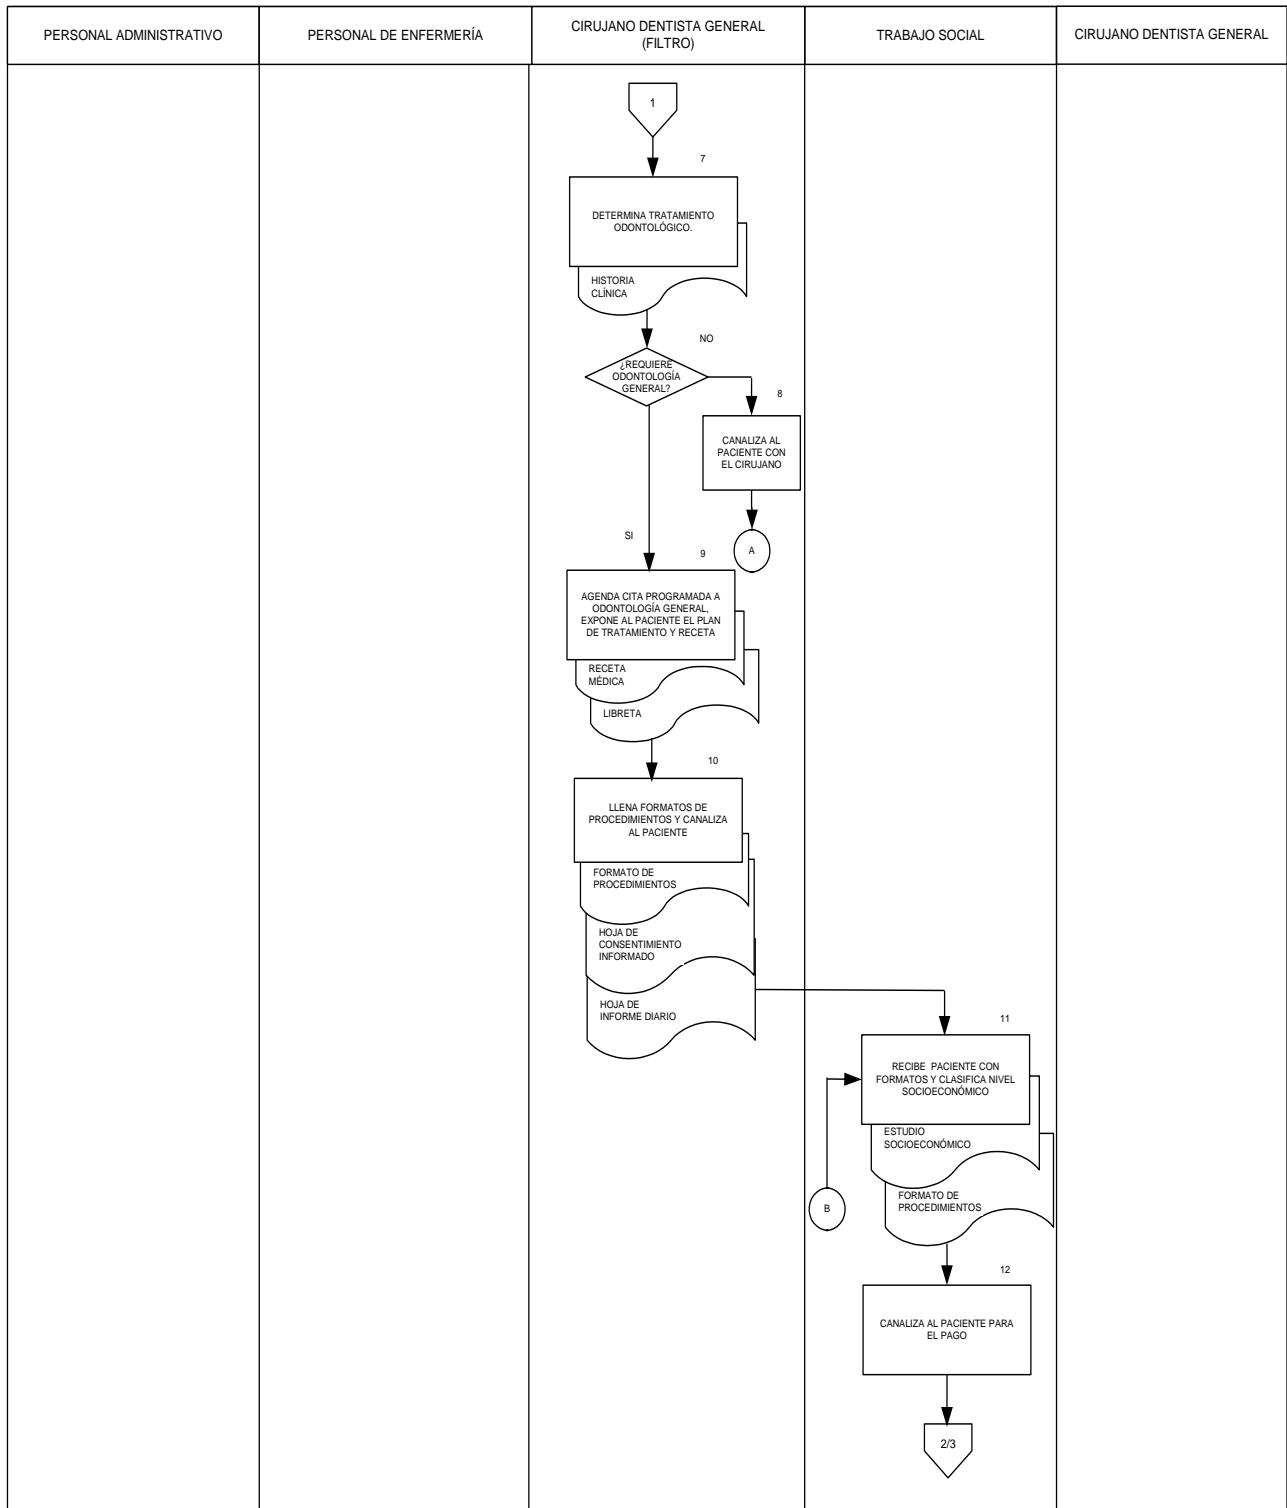 PERSONAL ADMINISTRATIVO
PERSONAL DE ENFERMERÍA
CIRUJANO DENTISTA GENERAL
(FILTRO)
TRABAJO SOCIAL
CIRUJANO DENTISTA GENERAL
1
7
DETERMINA TRATAMIENTO
ODONTOLÓGICO.
HISTORIA
CLÍNICA
NO
¿REQUIERE
ODONTOLOGÍA
GENERAL?
8
CANALIZA AL
PACIENTE CON
EL CIRUJANO
A
SI
9
AGENDA CITA PROGRAMADA A
ODONTOLOGÍA GENERAL,
EXPONE AL PACIENTE EL PLAN
DE TRATAMIENTO Y RECETA
RECETA
MÉDICA
LIBRETA
10
LLENA FORMATOS DE
PROCEDIMIENTOS Y CANALIZA
AL PACIENTE
FORMATO DE
PROCEDIMIENTOS
HOJA DE
CONSENTIMIENTO
INFORMADO
HOJA DE
INFORME DIARIO
11
RECIBE PACIENTE CON
FORMATOS Y CLASIFICA NIVEL
SOCIOECONÓMICO
ESTUDIO
SOCIOECONÓMICO
FORMATO DE
PROCEDIMIENTOS
B
12
CANALIZA AL PACIENTE PARA
EL PAGO
2/3